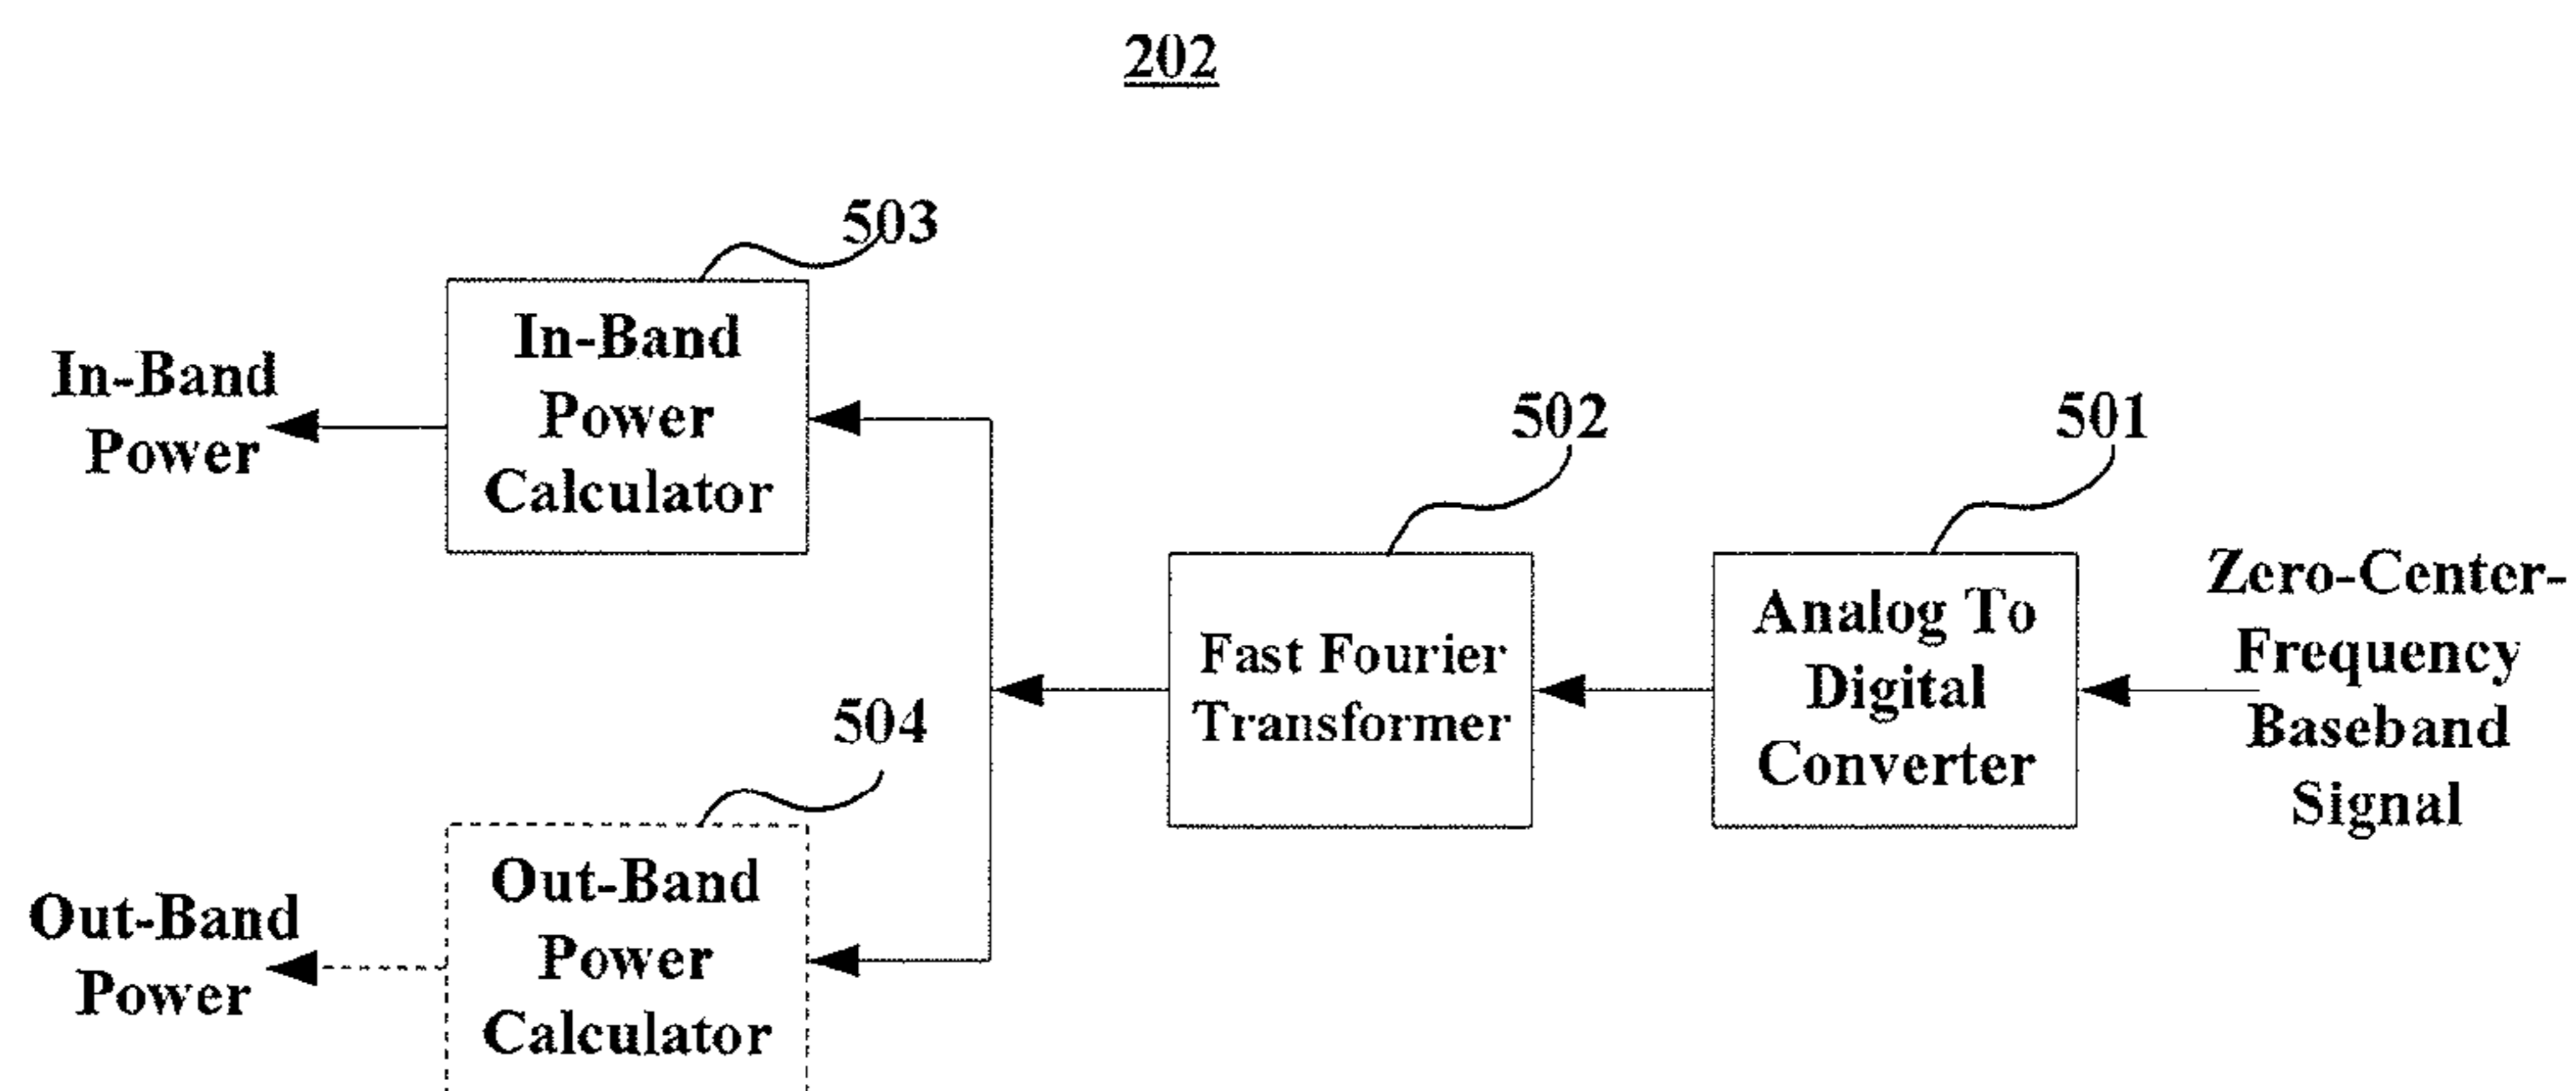 202
503
In-Band
Power
Calculator
In-Band
Power
502
501
Fast Fourier
Transformer
Analog To
Digital
Converter
Zero-Center-
Frequency
Baseband
Signal
504
Out-Band
Power
Calculator
Out-Band
Power